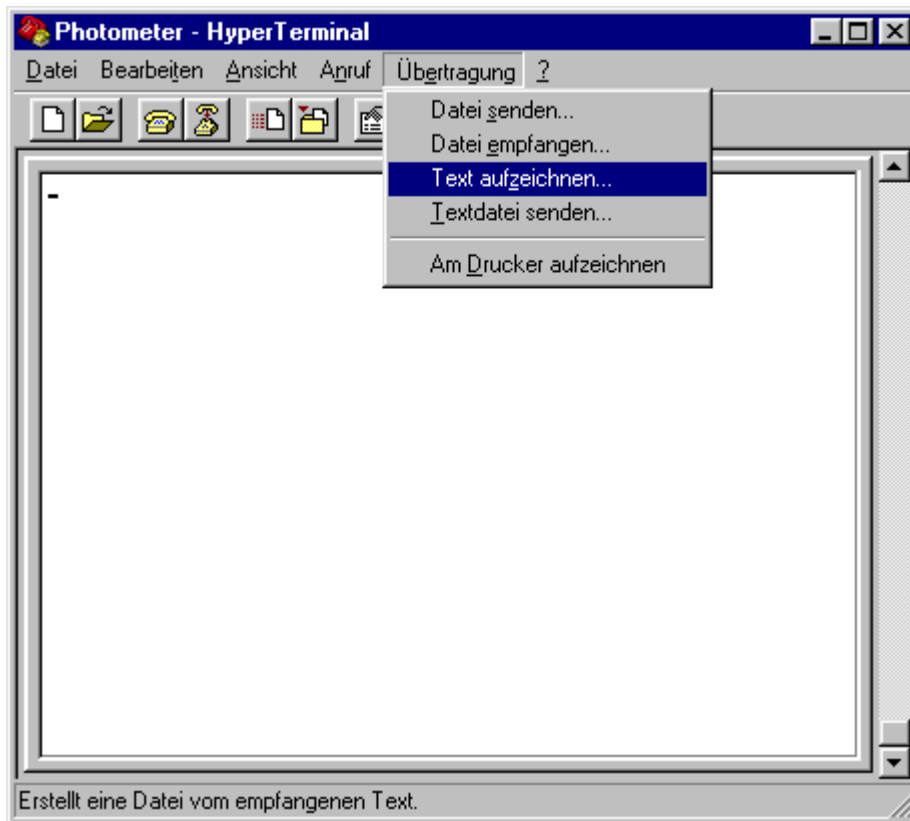 Photometer - HyperTerminal
Datei Bearbeiten Ansicht Anruf Übertragung ?
Datei senden...
Datei empfangen...
Text aufzeichnen...
Textdatei senden...
Am Drucker aufzeichnen
Erstellt eine Datei vom empfangenen Text.